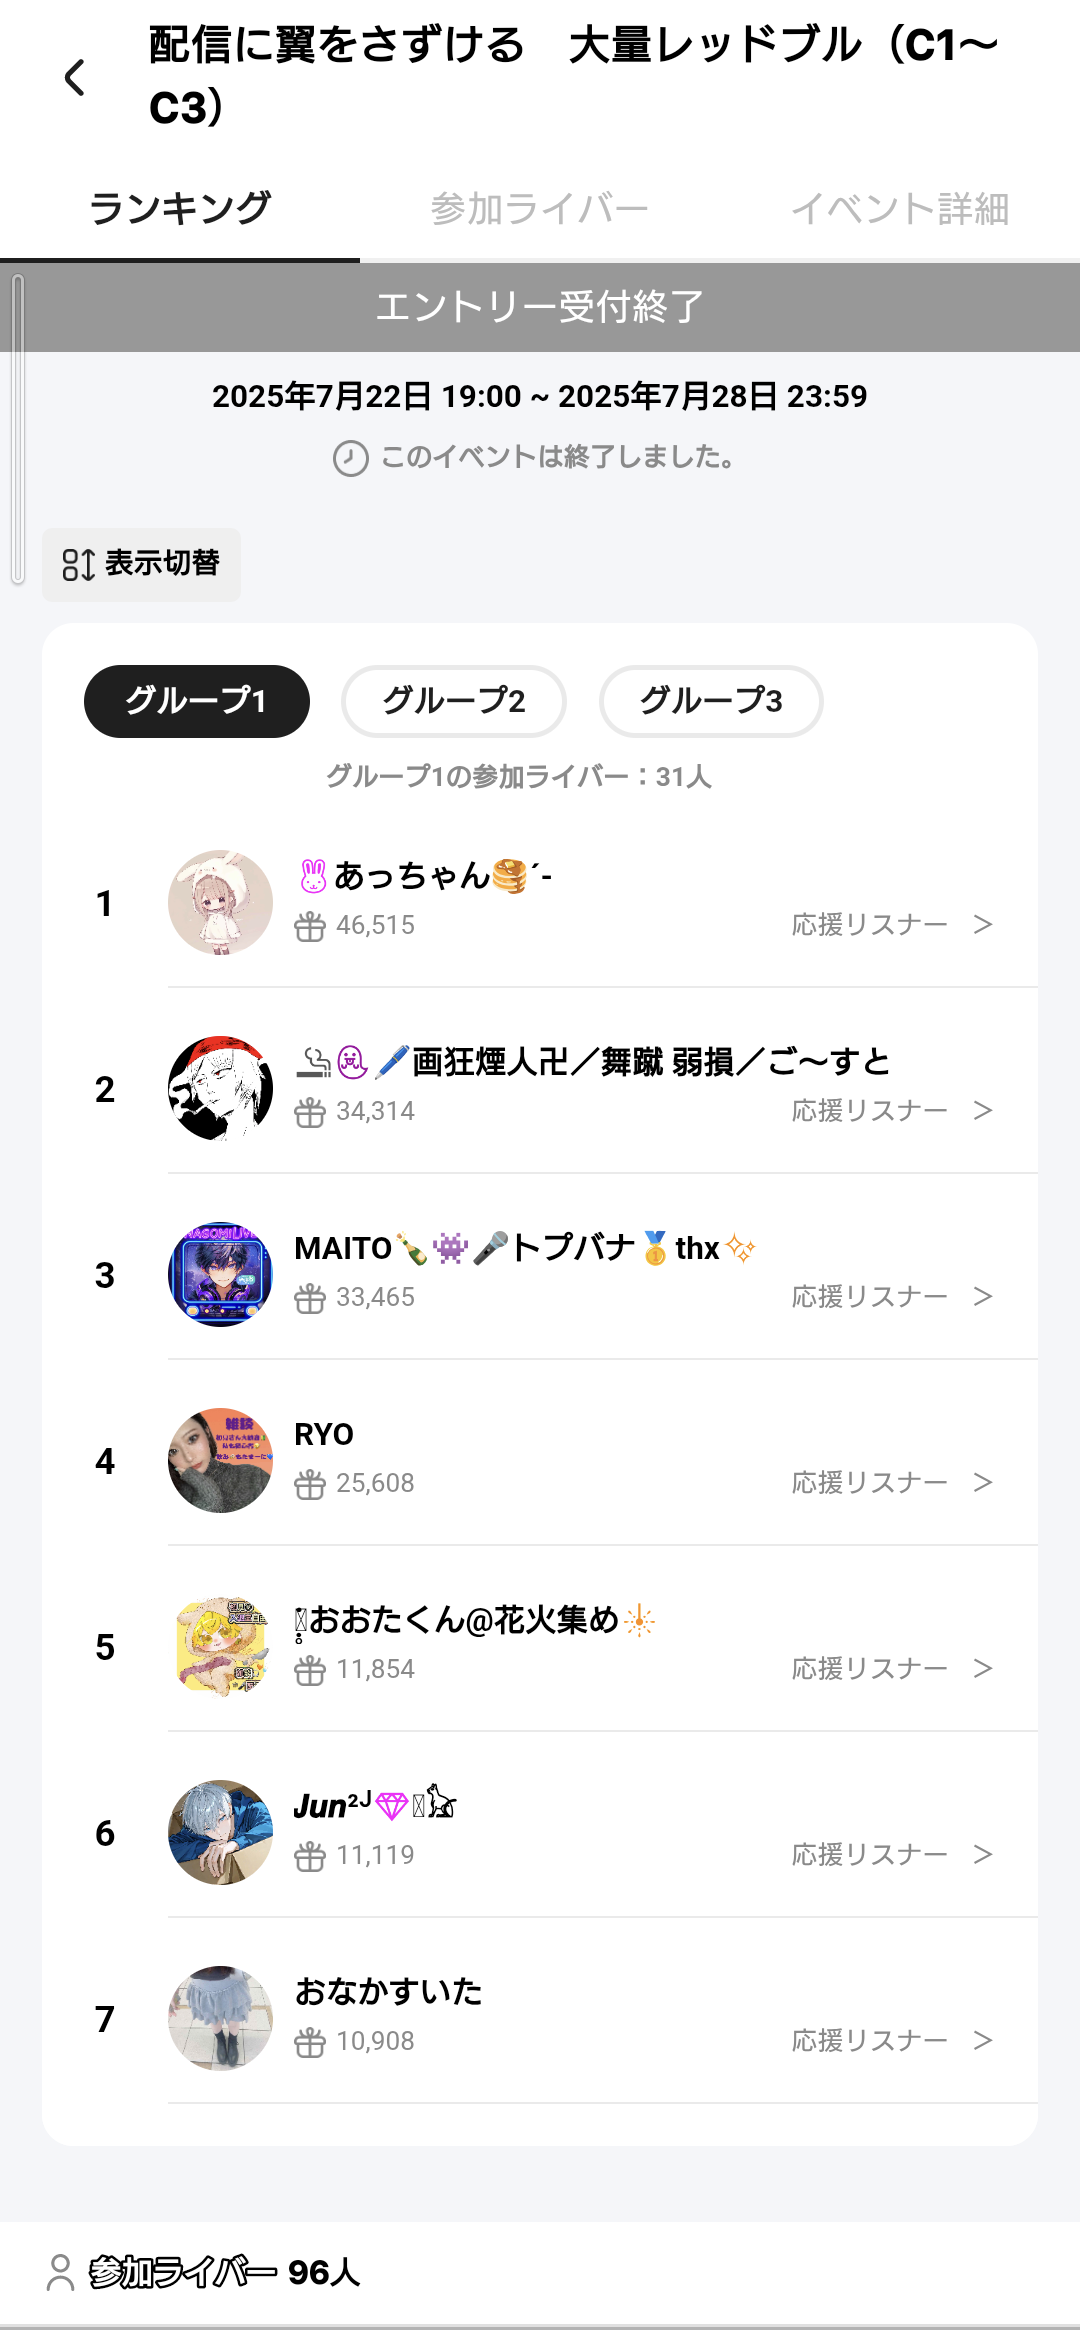 配信に翼をさずける　大量レッドブル（C1〜
C3）
ランキング 参加ライバー イベント詳細
エントリー受付終了
2025年7月22日 19:00 ~ 2025年7月28日 23:59
このイベントは終了しました。
表示切替
グループ1 グループ2 グループ3
グループ1の参加ライバー：31人
1
🐰あっちゃん🥞´-
46,515 応援リスナー >
2
🚬👻🖊️画狂煙人卍／舞蹴 弱損／ご〜すと
34,314 応援リスナー >
3
MAITO🍾👾🎤トプバナ🥇thx✨
33,465 応援リスナー >
4
RYO
25,608 応援リスナー >
雑談
5
おおたくん@花火集め
11,854 応援リスナー >
6
Jun²ᴶ💎
11,119 応援リスナー >
7
おなかすいた
10,908 応援リスナー >
参加ライバー 96人